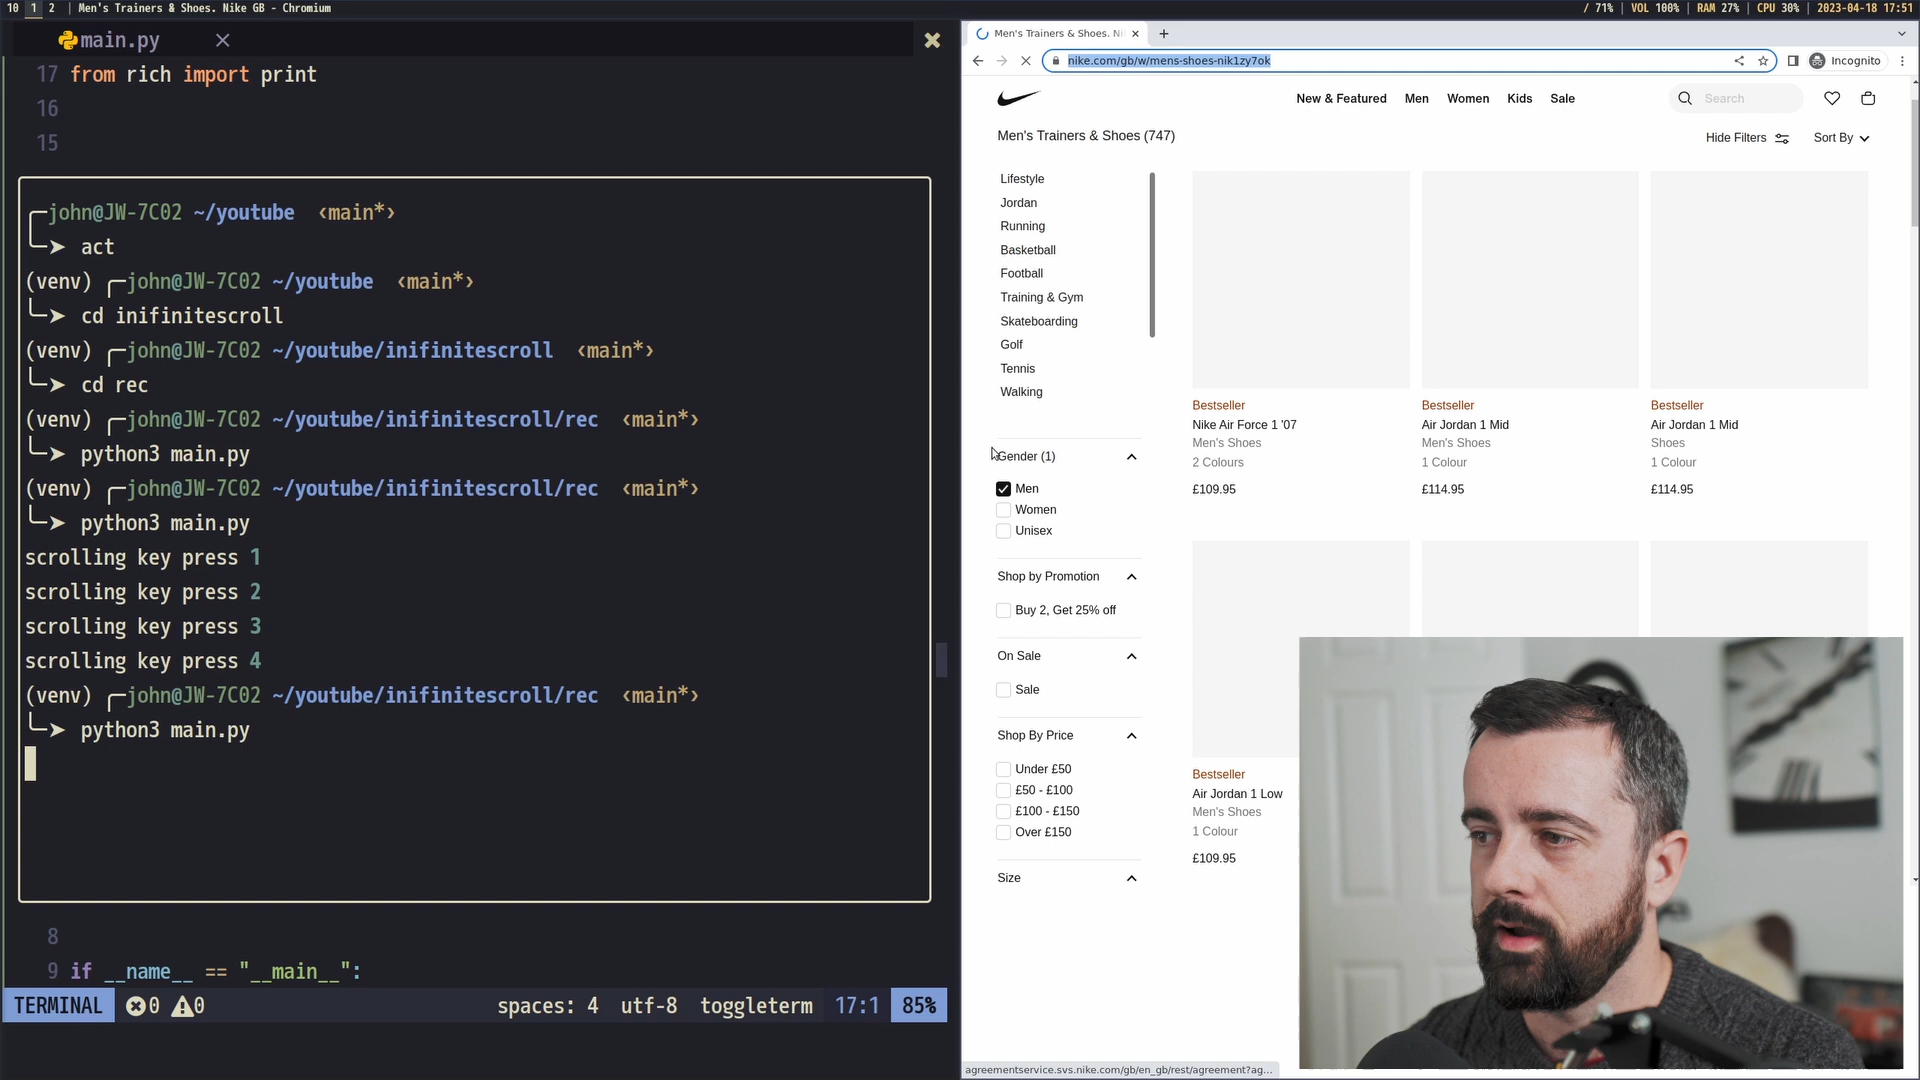 10 1 2 | Men's Trainers & Shoes. Nike GB - Chromium
/ 71% | VOL 100% | RAM 27% | CPU 30% | 2023-04-18 17:51
main.py
17 from rich import print
16
15
╭─john@JW-7C02 ~/youtube ‹main*›
╰─➤ act
(venv) ╭─john@JW-7C02 ~/youtube ‹main*›
╰─➤ cd inifinitescroll
(venv) ╭─john@JW-7C02 ~/youtube/inifinitescroll ‹main*›
╰─➤ cd rec
(venv) ╭─john@JW-7C02 ~/youtube/inifinitescroll/rec ‹main*›
╰─➤ python3 main.py
(venv) ╭─john@JW-7C02 ~/youtube/inifinitescroll/rec ‹main*›
╰─➤ python3 main.py
scrolling key press 1
scrolling key press 2
scrolling key press 3
scrolling key press 4
(venv) ╭─john@JW-7C02 ~/youtube/inifinitescroll/rec ‹main*›
╰─➤ python3 main.py
8
9 if __name__ == "__main__":
TERMINAL 0 0 spaces: 4 utf-8 toggleterm 17:1 85%
Men's Trainers & Shoes. Ni
nike.com/gb/w/mens-shoes-nik1zy7ok
Incognito
New & Featured Men Women Kids Sale
Search
Men's Trainers & Shoes (747)
Hide Filters
Sort By
Lifestyle
Jordan
Running
Basketball
Football
Training & Gym
Skateboarding
Golf
Tennis
Walking
Gender (1)
Men
Women
Unisex
Shop by Promotion
Buy 2, Get 25% off
On Sale
Sale
Shop By Price
Under £50
£50 - £100
£100 - £150
Over £150
Size
Bestseller
Nike Air Force 1 '07
Men's Shoes
2 Colours
£109.95
Bestseller
Air Jordan 1 Mid
Men's Shoes
1 Colour
£114.95
Bestseller
Air Jordan 1 Mid
Shoes
1 Colour
£114.95
Bestseller
Air Jordan 1 Low
Men's Shoes
1 Colour
£109.95
agreementservice.svs.nike.com/gb/en_gb/rest/agreement?ag...